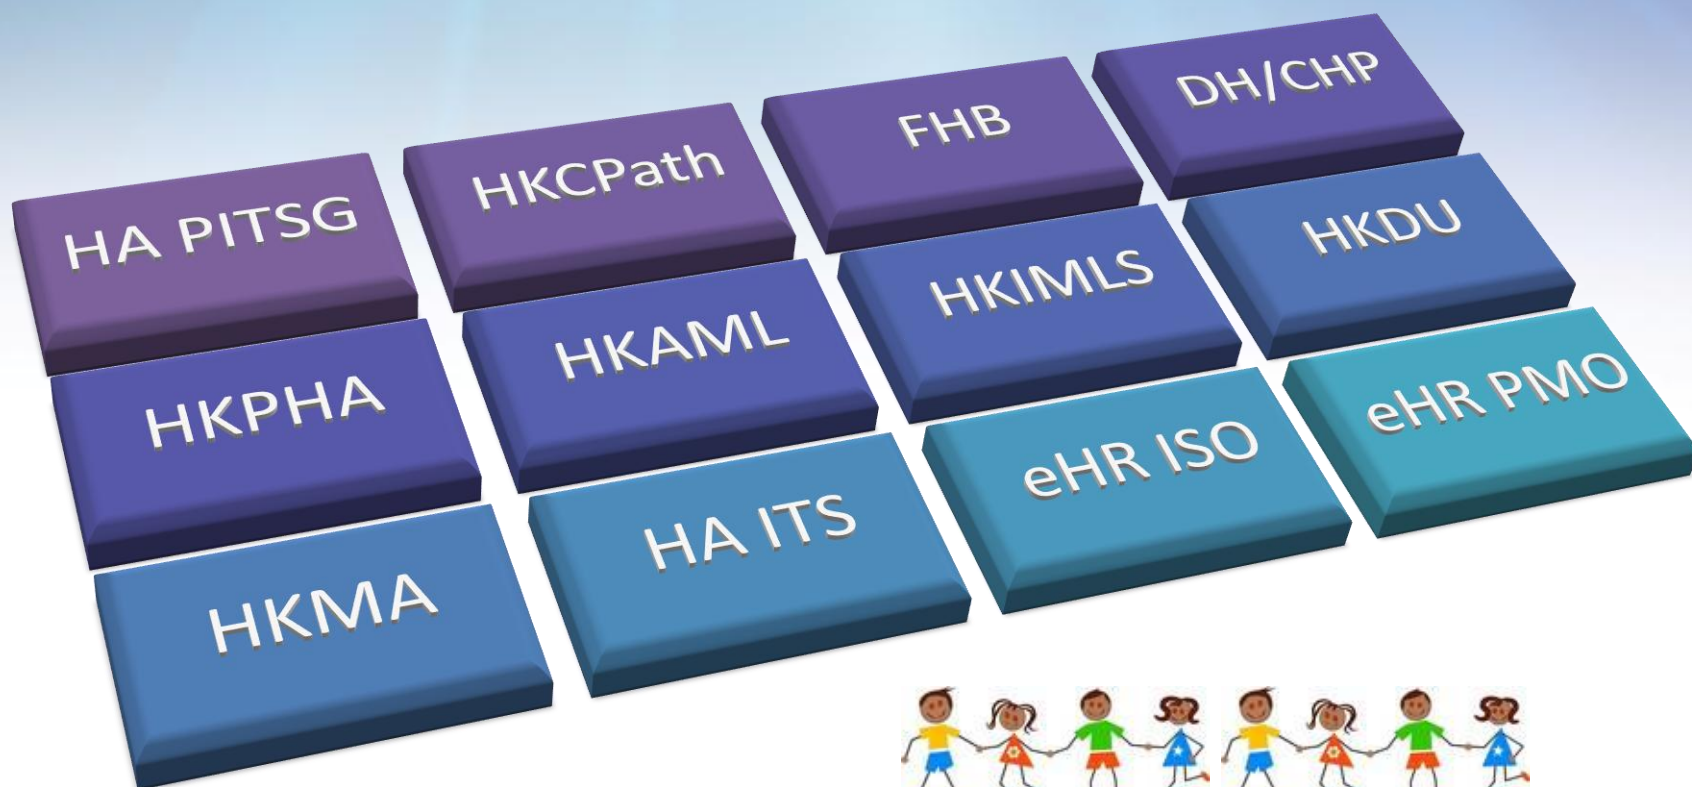 HA PITSG
HKCPath
FHB
DH/CHP
HKPHA
HKAML
HKIMLS
HKDU
HKMA
HA ITS
eHR ISO
eHR PMO